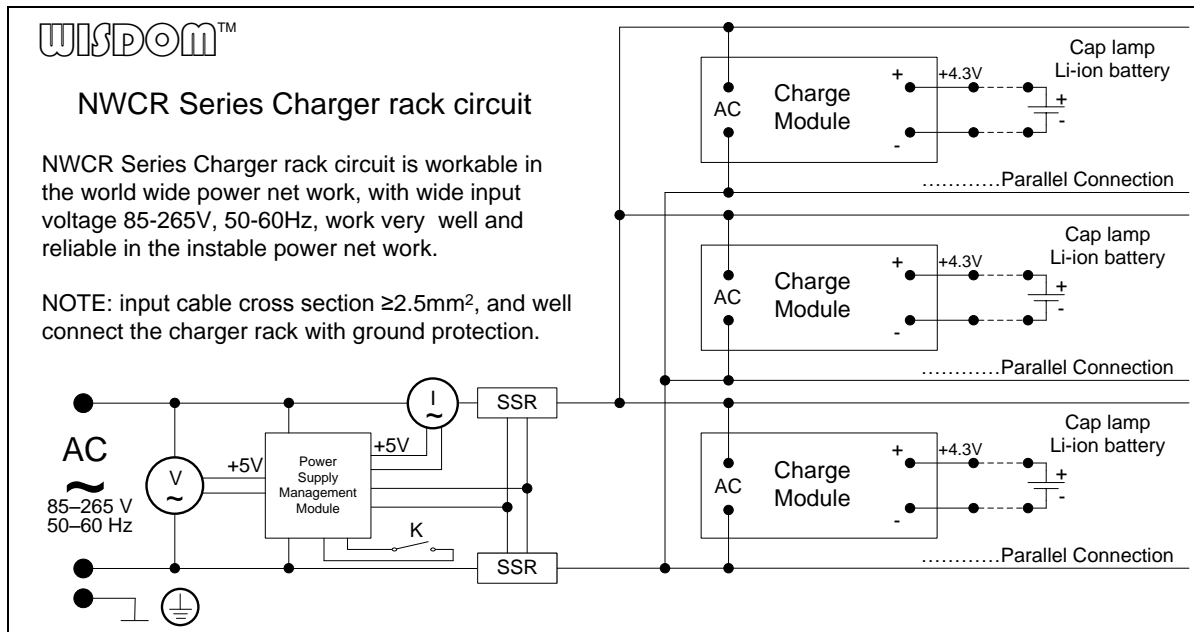 WISDOM™
NWCR Series Charger rack circuit
NWCR Series Charger rack circuit is workable in
the world wide power net work, with wide input
voltage 85-265V, 50-60Hz, work very well and
reliable in the instable power net work.
NOTE: input cable cross section ≥2.5mm², and well
connect the charger rack with ground protection.
AC
~
85–265 V
50–60 Hz
V
~
+5V
Power
Supply
Management
Module
+5V
I
~
SSR
K
SSR
AC
Charge
Module
+
-
+4.3V
Cap lamp
Li-ion battery
+
-
............Parallel Connection
AC
Charge
Module
+
-
+4.3V
Cap lamp
Li-ion battery
+
-
............Parallel Connection
AC
Charge
Module
+
-
+4.3V
Cap lamp
Li-ion battery
+
-
............Parallel Connection